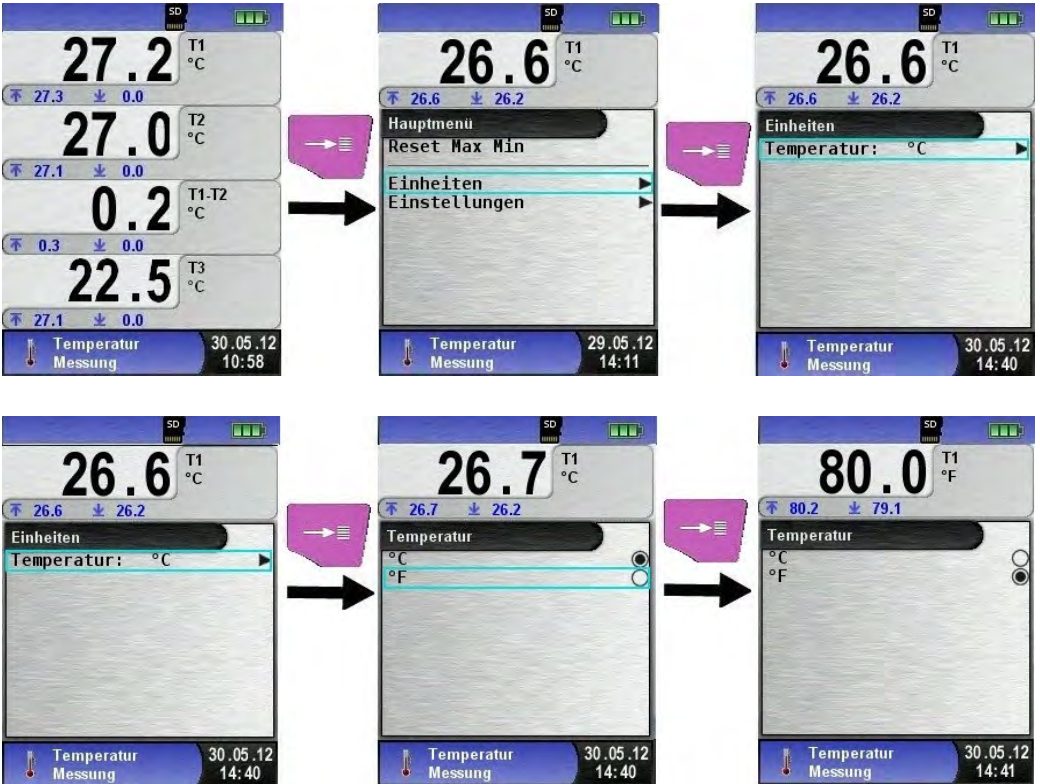 SD
27.2 T1 °C
27.3 0.0
27.0 T2 °C
27.1 0.0
0.2 T1-T2 °C
0.3 0.0
22.5 T3 °C
27.1 0.0
Temperatur 30.05.12
Messung 10:58
SD
26.6 T1 °C
26.6 26.2
Hauptmenü
Reset Max Min
Einheiten
Einstellungen
Temperatur 29.05.12
Messung 14:11
SD
26.6 T1 °C
26.6 26.2
Einheiten
Temperatur: °C
Temperatur 30.05.12
Messung 14:40
SD
26.6 T1 °C
26.6 26.2
Einheiten
Temperatur: °C
Temperatur 30.05.12
Messung 14:40
SD
26.7 T1 °C
26.7 26.2
Temperatur
°C
°F
Temperatur 30.05.12
Messung 14:40
SD
80.0 T1 °F
80.2 79.1
Temperatur
°C
°F
Temperatur 30.05.12
Messung 14:41